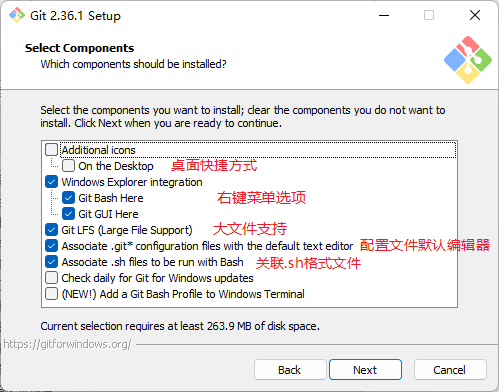 Git 2.36.1 Setup
Select Components
Which components should be installed?
Select the components you want to install; clear the components you do not want to
install. Click Next when you are ready to continue.
Additional icons
On the Desktop 桌面快捷方式
Windows Explorer integration
Git Bash Here 右键菜单选项
Git GUI Here
Git LFS (Large File Support) 大文件支持
Associate .git* configuration files with the default text editor 配置文件默认编辑器
Associate .sh files to be run with Bash 关联.sh格式文件
Check daily for Git for Windows updates
(NEW!) Add a Git Bash Profile to Windows Terminal
Current selection requires at least 263.9 MB of disk space.
https://gitforwindows.org/
Back Next Cancel